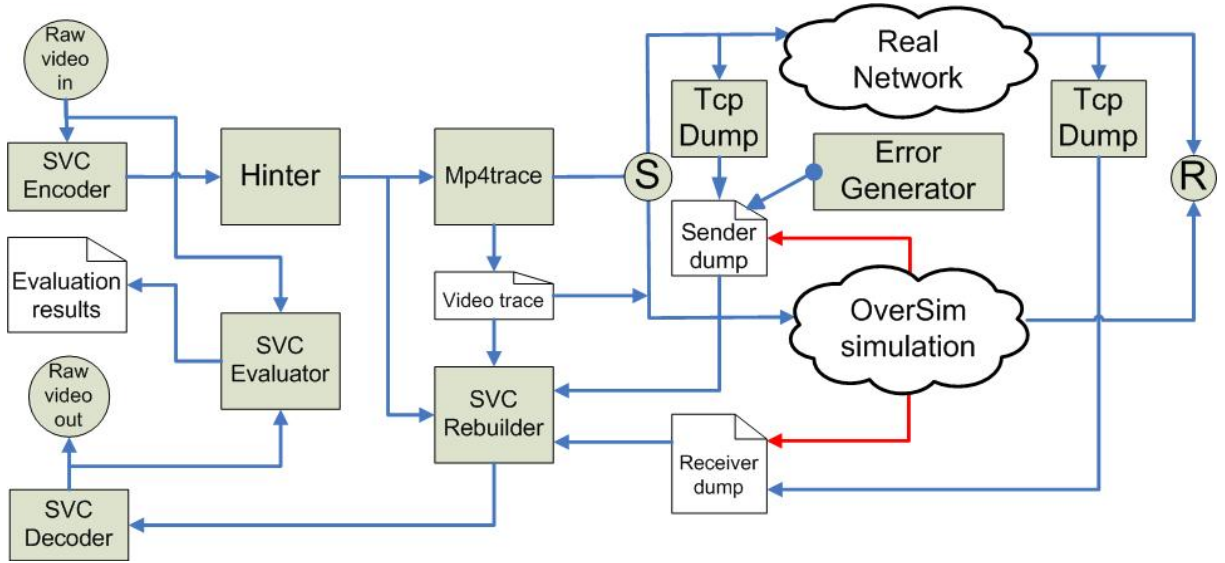 Raw
video
in
SVC
Encoder
Hinter
Mp4trace
S
Tcp
Dump
Real
Network
Tcp
Dump
R
Error
Generator
Sender
dump
Evaluation
results
Video trace
SVC
Evaluator
OverSim
simulation
Raw
video
out
SVC
Rebuilder
Receiver
dump
SVC
Decoder